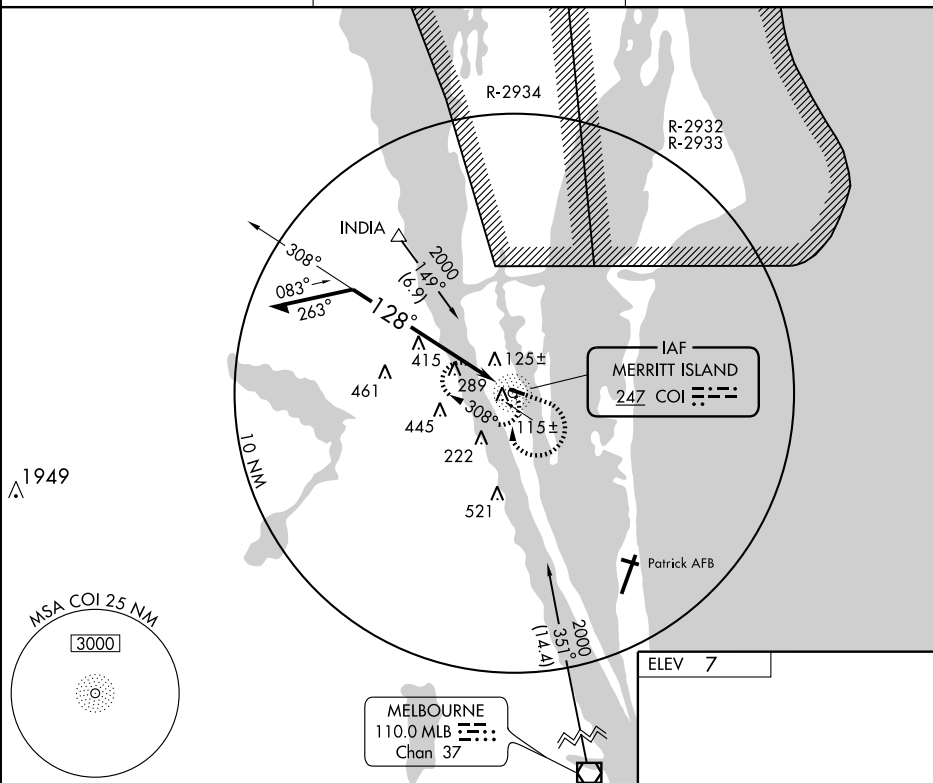 R-2934
R-2932
R-2933
INDIA
2000
149°
(6.9)
308°
083°
263°
128°
415
125±
461
289
308°
445
115±
222
521
10 NM
IAF
MERRITT ISLAND
247 COI
1949
Patrick AFB
MSA COI 25 NM
3000
2000
351°
(14.4)
ELEV 7
MELBOURNE
110.0 MLB
Chan 37